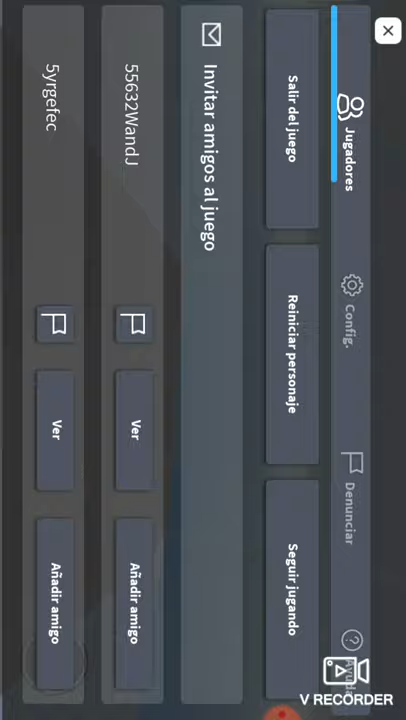 Jugadores
Config.
Denunciar
Ayuda
Salir del juego
Reiniciar personaje
Seguir jugando
Invitar amigos al juego
55632WandJ
Ver
Añadir amigo
5yrgefec
Ver
Añadir amigo
V RECORDER